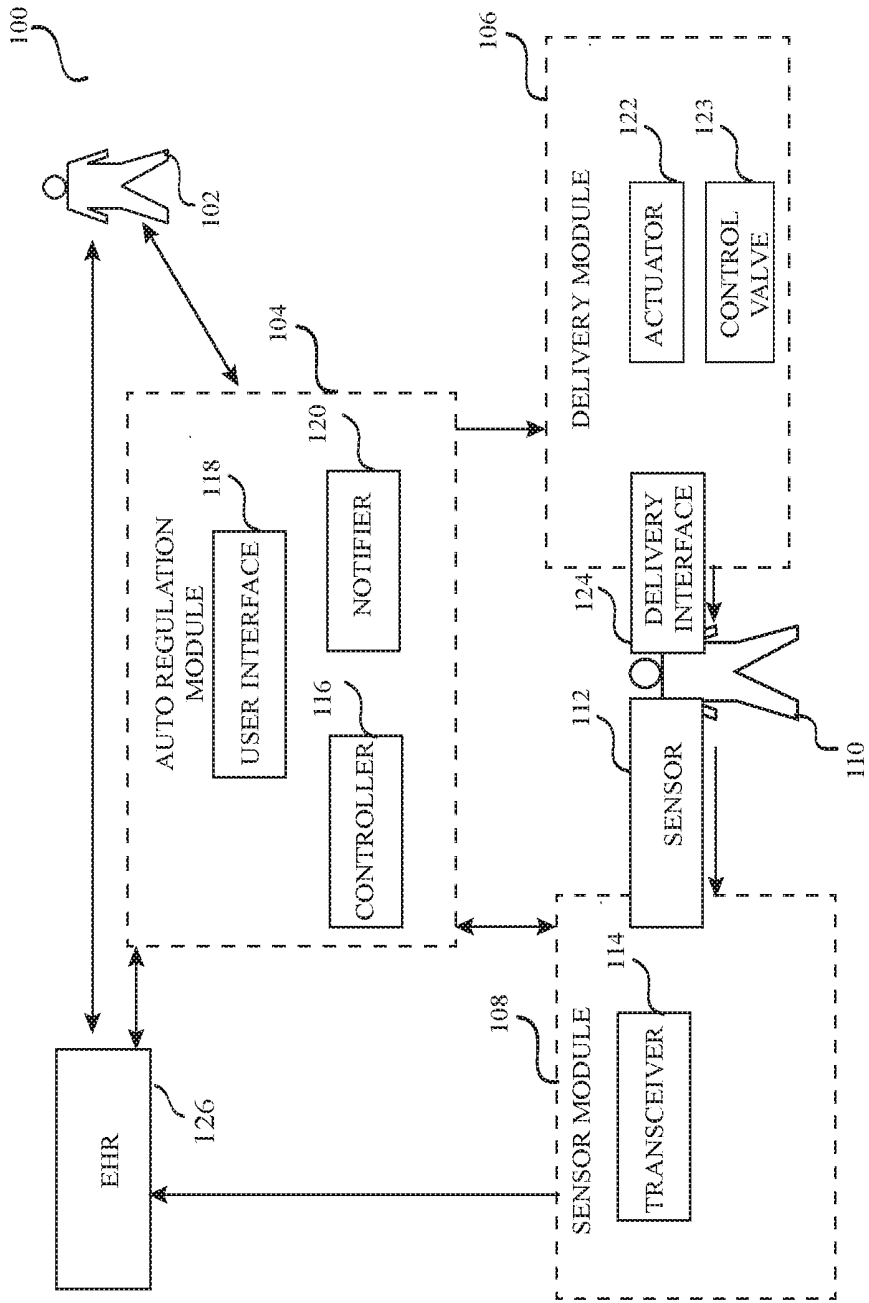 100
102
EHR
126
104
AUTO REGULATION
MODULE
118
USER INTERFACE
116
CONTROLLER
120
NOTIFIER
106
DELIVERY MODULE
122
ACTUATOR
123
CONTROL
VALVE
124
DELIVERY
INTERFACE
112
SENSOR
110
108
SENSOR MODULE
114
TRANSCEIVER